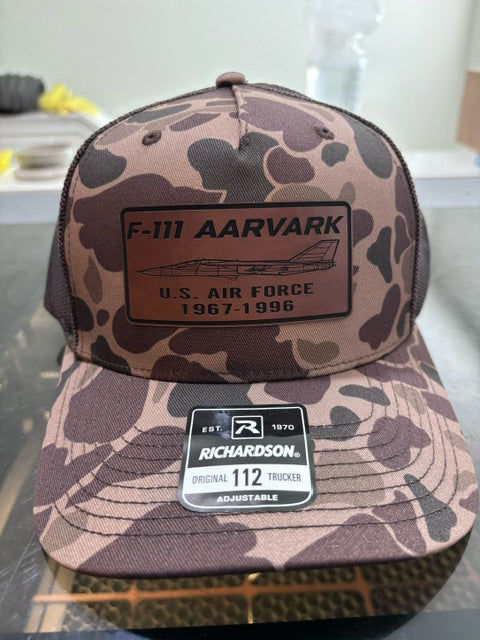 F-111 AARVARK
U.S. AIR FORCE
1967-1996
EST. R 1970
RICHARDSON®
ORIGINAL 112 TRUCKER
ADJUSTABLE